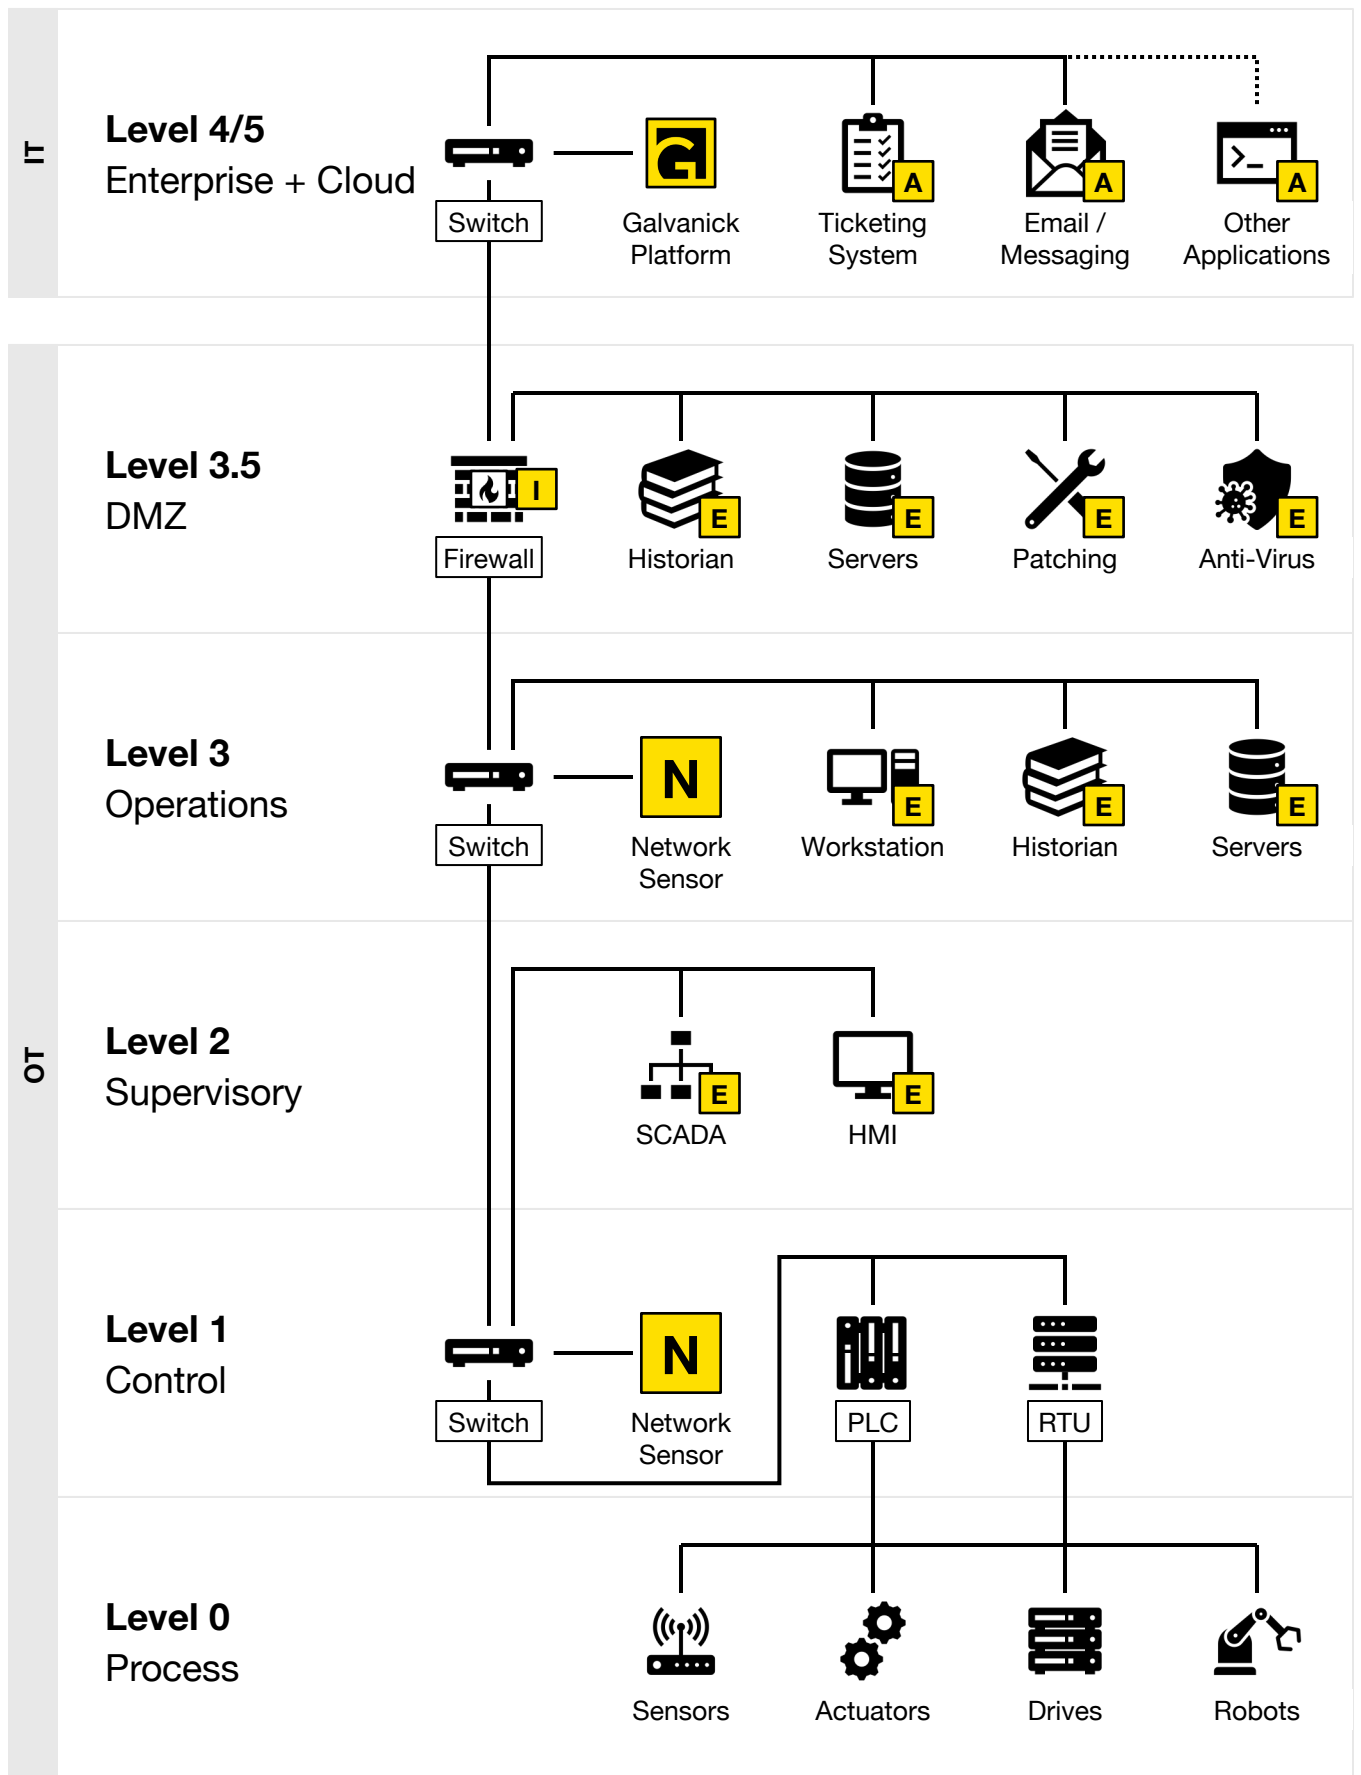 IT
Level 4/5
Enterprise + Cloud
Switch
G
Galvanick
Platform
A
Ticketing
System
A
Email /
Messaging
A
Other
Applications
OT
Level 3.5
DMZ
I
Firewall
E
Historian
E
Servers
E
Patching
E
Anti-Virus
Level 3
Operations
Switch
N
Network
Sensor
E
Workstation
E
Historian
E
Servers
Level 2
Supervisory
E
SCADA
E
HMI
Level 1
Control
Switch
N
Network
Sensor
PLC
RTU
Level 0
Process
Sensors
Actuators
Drives
Robots